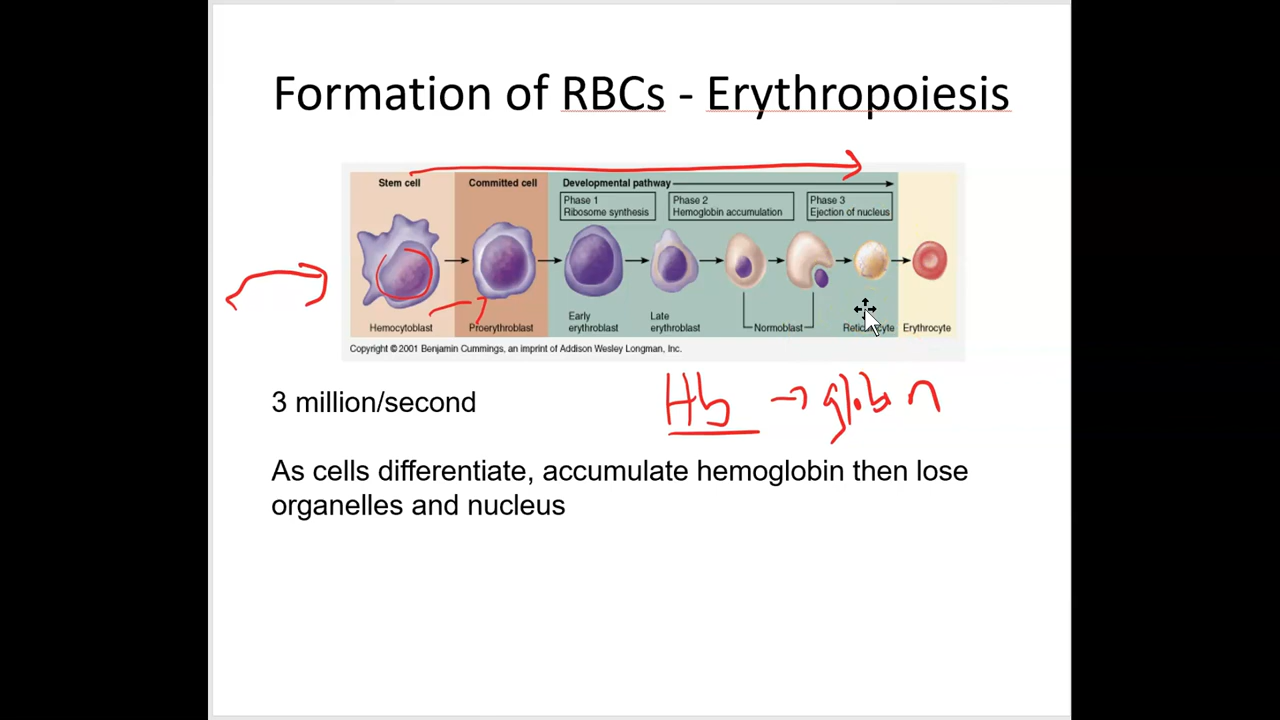 Formation of RBCs - Erythropoiesis
Stem cell
Committed cell
Developmental pathway
Phase 1
Ribosome synthesis
Phase 2
Hemoglobin accumulation
Phase 3
Ejection of nucleus
Hemocytoblast
Proerythroblast
Early
erythroblast
Late
erythroblast
Normoblast
Reticulocyte
Erythrocyte
Copyright © 2001 Benjamin Cummings, an imprint of Addison Wesley Longman, Inc.
Hb → globin
3 million/second
As cells differentiate, accumulate hemoglobin then lose
organelles and nucleus